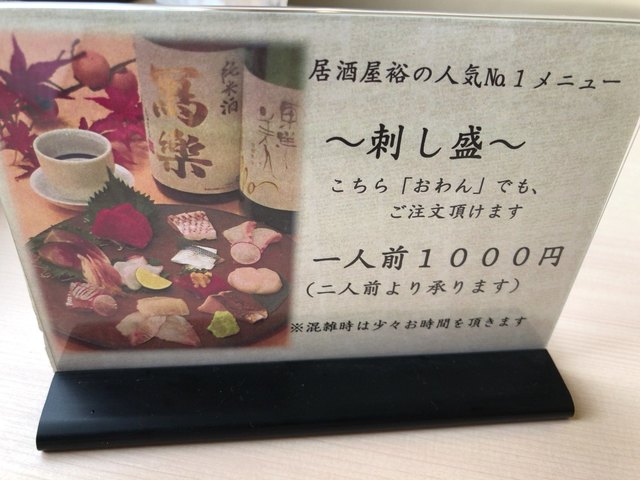 居酒屋裕の人気№1メニュー
～刺し盛～
こちら「おわん」でも、
ご注文頂けます
一人前1000円
(二人前より承ります)
※混雑時は少々お時間を頂きます
純米酒
寫樂